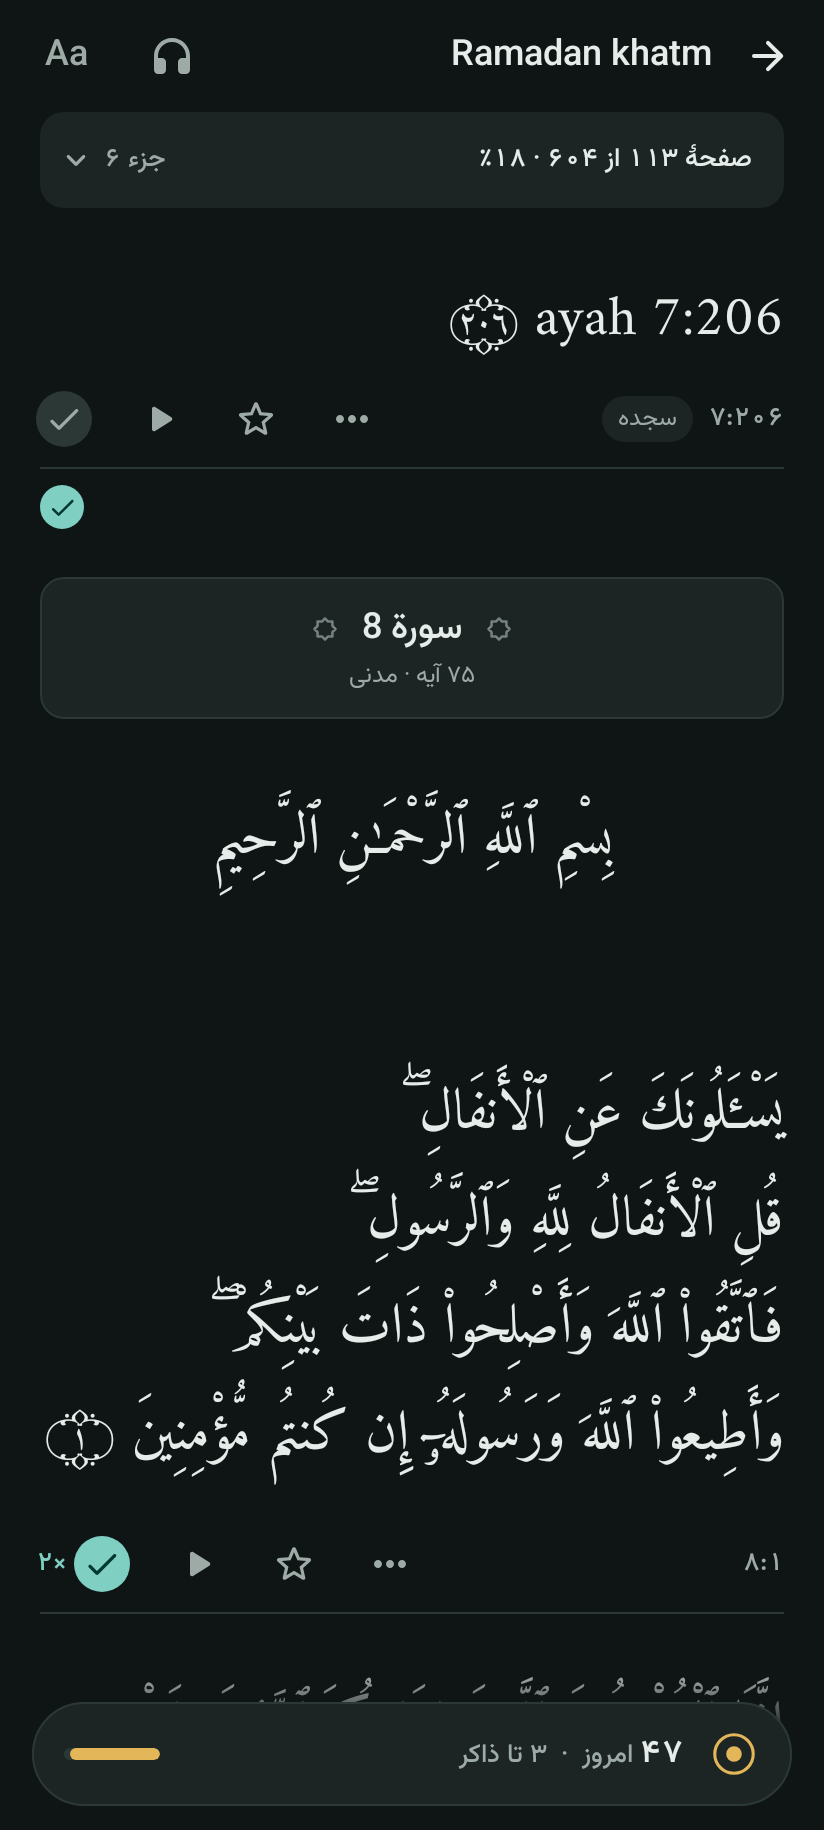 Ramadan khatm Aa
صفحهٔ ۱۱۳ از ۶۰۴ · ۱۸٪ جزء ۶
ayah 7:206 ۝٢٠٦
۷:۲۰۶ سجده
سورة 8
۷۵ آیه · مدنی
بِسْمِ ٱللَّهِ ٱلرَّحْمَـٰنِ ٱلرَّحِيمِ
يَسْـَٔلُونَكَ عَنِ ٱلْأَنفَالِ ۖ
قُلِ ٱلْأَنفَالُ لِلَّهِ وَٱلرَّسُولِ ۖ
فَٱتَّقُوا۟ ٱللَّهَ وَأَصْلِحُوا۟ ذَاتَ بَيْنِكُمْ ۖ
وَأَطِيعُوا۟ ٱللَّهَ وَرَسُولَهُۥٓ إِن كُنتُم مُّؤْمِنِينَ ۝١
۸:۱ ۲×
۴۷ امروز · ۳ تا ذاکر